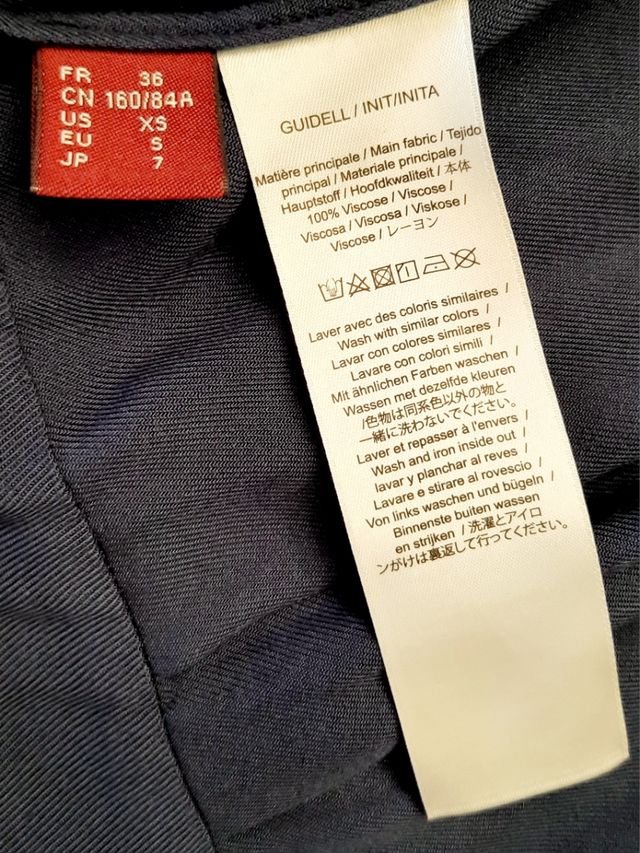 FR 36
CN 160/84A
US XS
EU S
JP 7
GUIDELL / INIT/INITA
Matière principale / Main fabric / Tejido
principal / Materiale principale /
Hauptstoff / Hoofdkwaliteit / 本体
100% Viscose / Viscose /
Viscosa / Viscosa / Viskose /
Viscose / レーヨン
Laver avec des coloris similaires /
Wash with similar colors /
Lavar con colores similares /
Lavare con colori simili /
Mit ähnlichen Farben waschen /
Wassen met dezelfde kleuren
/色物は同系色以外の物と
一緒に洗わないでください。
Laver et repasser à l'envers /
Wash and iron inside out /
lavar y planchar al reves /
Lavare e stirare al rovescio /
Von links waschen und bügeln /
Binnenste buiten wassen
en strijken / 洗濯とアイロ
ンがけは裏返して行ってください。